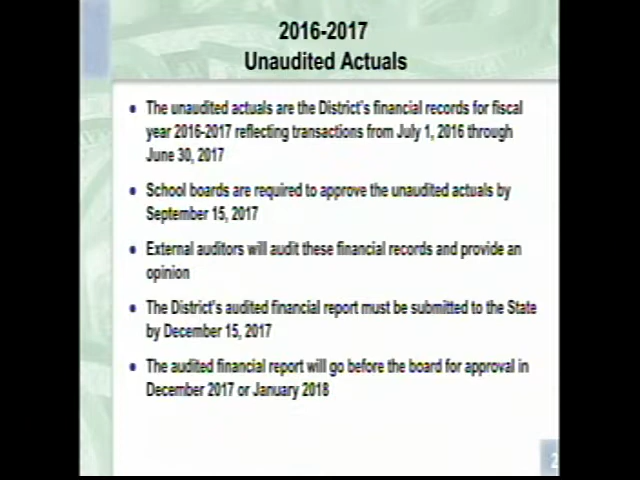 2016-2017
Unaudited Actuals
• The unaudited actuals are the District's financial records for fiscal
year 2016-2017 reflecting transactions from July 1, 2016 through
June 30, 2017
• School boards are required to approve the unaudited actuals by
September 15, 2017
• External auditors will audit these financial records and provide an
opinion
• The District's audited financial report must be submitted to the State
by December 15, 2017
• The audited financial report will go before the board for approval in
December 2017 or January 2018
2